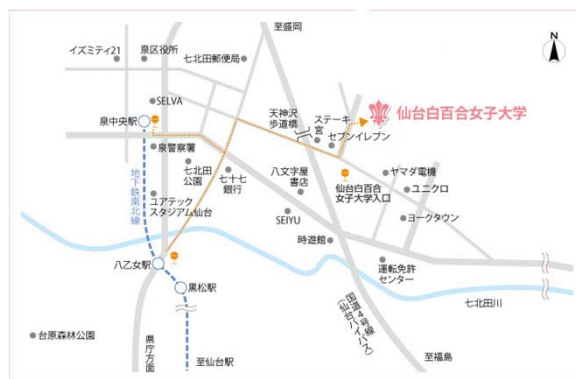 至盛岡
イズミティ21
泉区役所
七北田郵便局
N
SELVA
泉中央駅
天神沢
歩道橋
ステーキ
宮
セブンイレブン
仙台白百合女子大学
泉警察署
七北田
公園
七十七
銀行
八文字屋
書店
仙台白百合
女子大学入口
ヤマダ電機
ユニクロ
ヨークタウン
地下鉄南北線
ユアテック
スタジアム仙台
SEIYU
時遊館
八乙女駅
運転免許
センター
黒松駅
七北田川
国道4号線
(仙台バイパス)
台原森林公園
県庁方面
至仙台駅
至福島